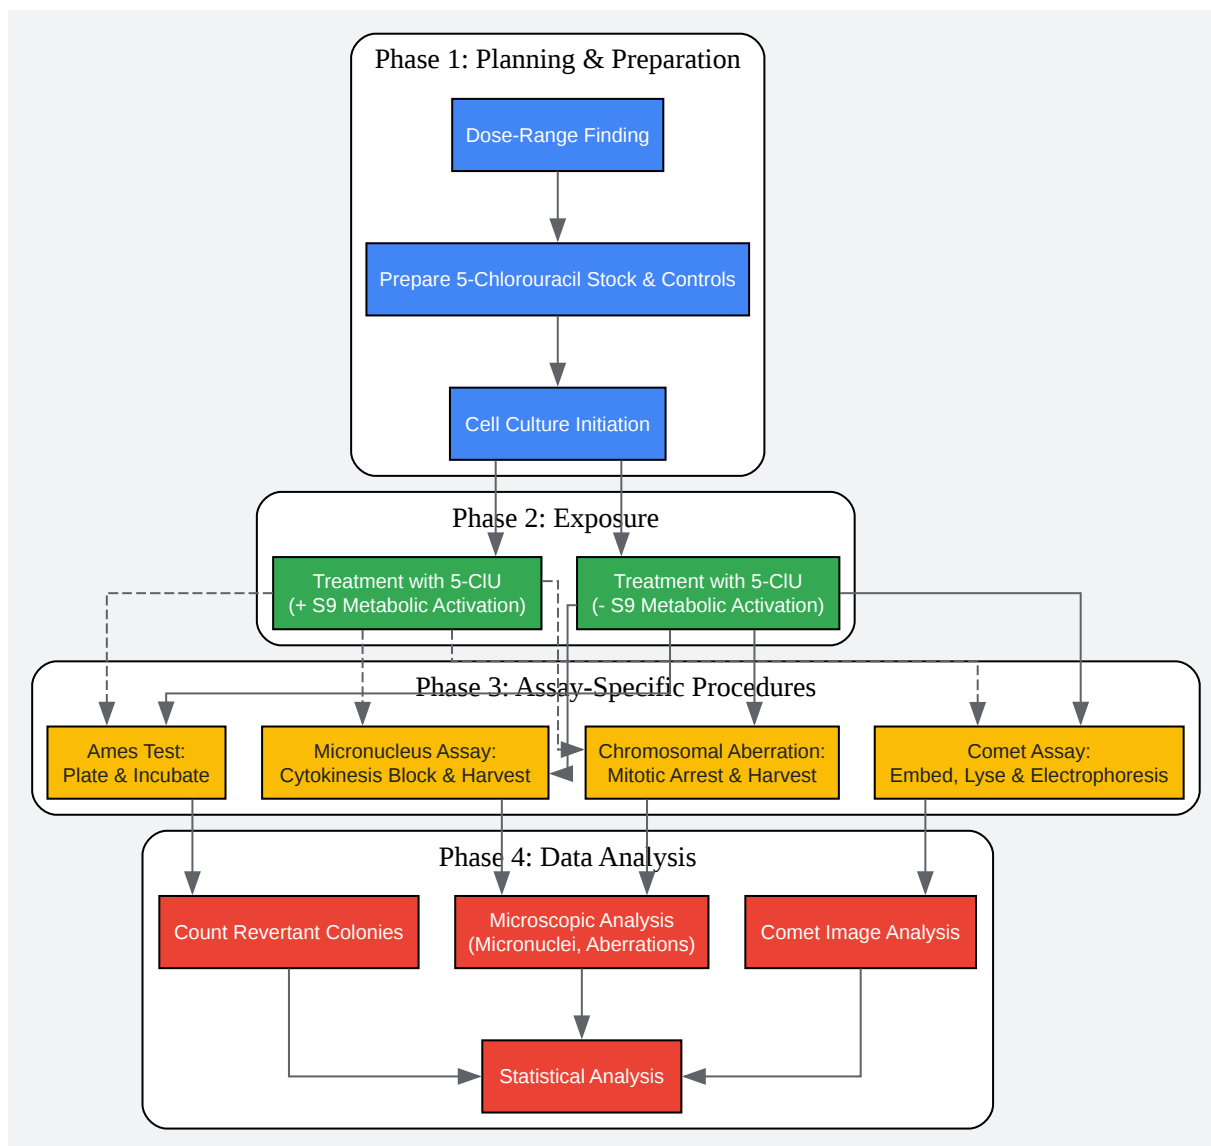 Phase 1: Planning & Preparation
Dose-Range Finding
Prepare 5-Chlorouracil Stock & Controls
Cell Culture Initiation
Phase 2: Exposure
Treatment with 5-ClU
(+ S9 Metabolic Activation)
Treatment with 5-ClU
(- S9 Metabolic Activation)
Phase 3: Assay-Specific Procedures
Ames Test:
Plate & Incubate
Micronucleus Assay:
Cytokinesis Block & Harvest
Chromosomal Aberration:
Mitotic Arrest & Harvest
Comet Assay:
Embed, Lyse & Electrophoresis
Phase 4: Data Analysis
Count Revertant Colonies
Microscopic Analysis
(Micronuclei, Aberrations)
Comet Image Analysis
Statistical Analysis